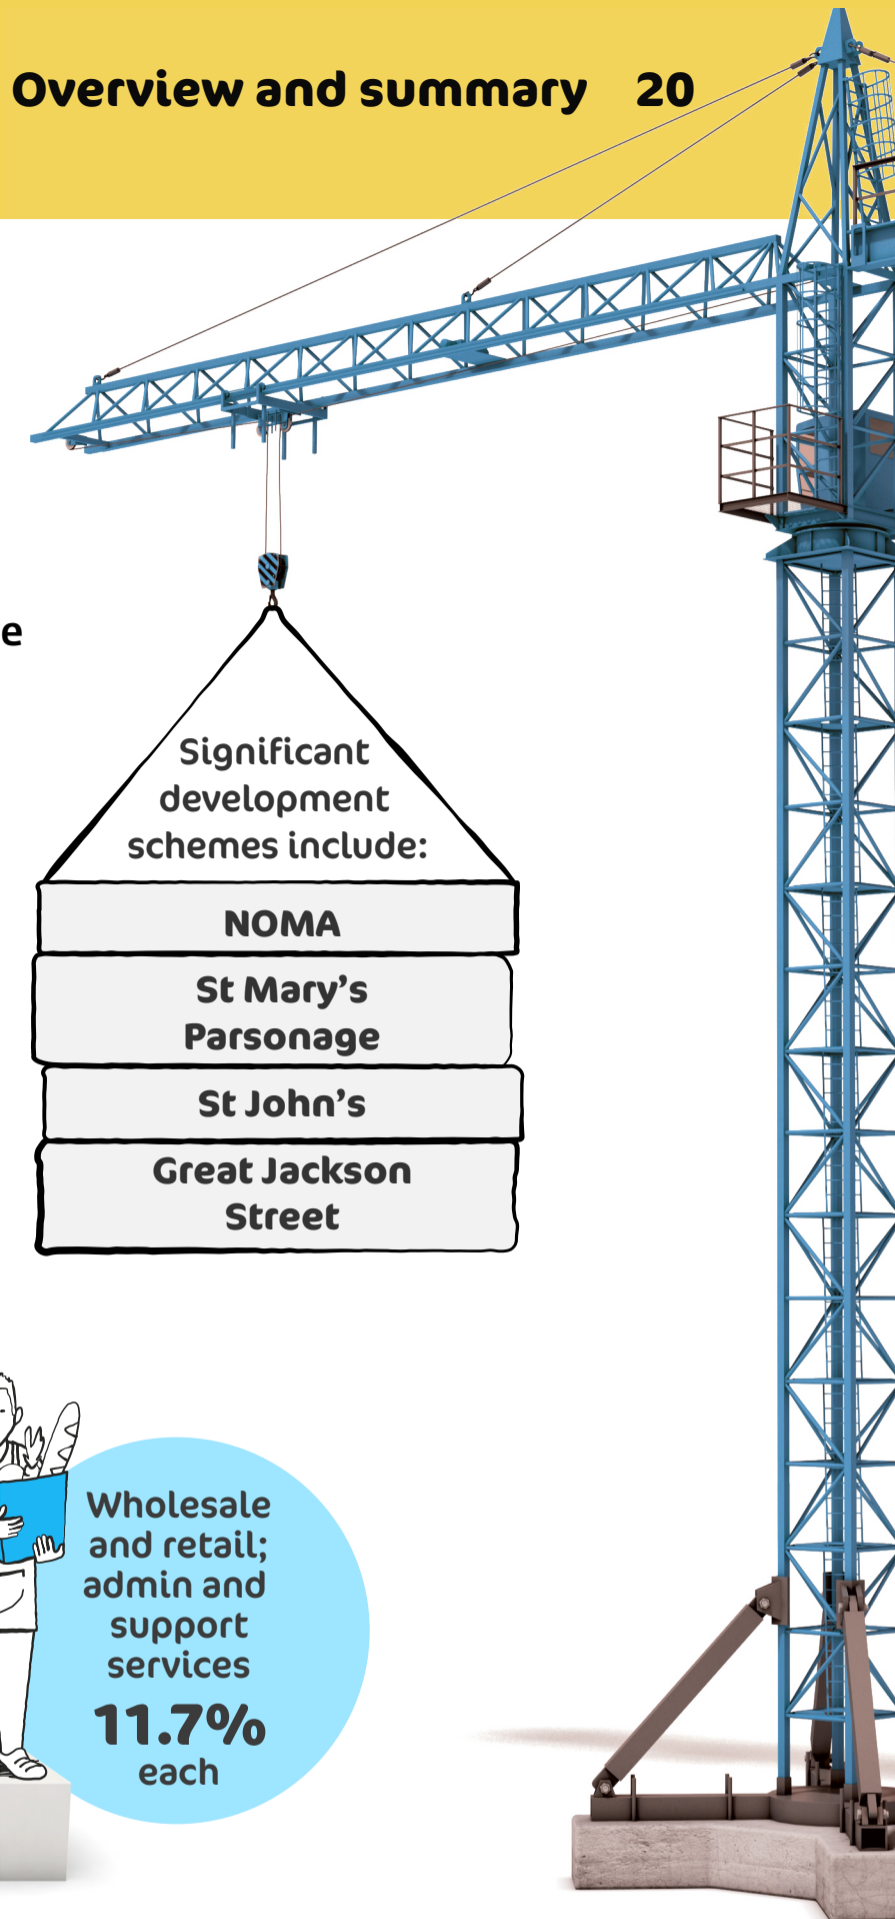 Overview and summary 20
e
Significant
development
schemes include:
NOMA
St Mary’s
Parsonage
St John’s
Great Jackson
Street
Wholesale
and retail;
admin and
support
services
11.7%
each